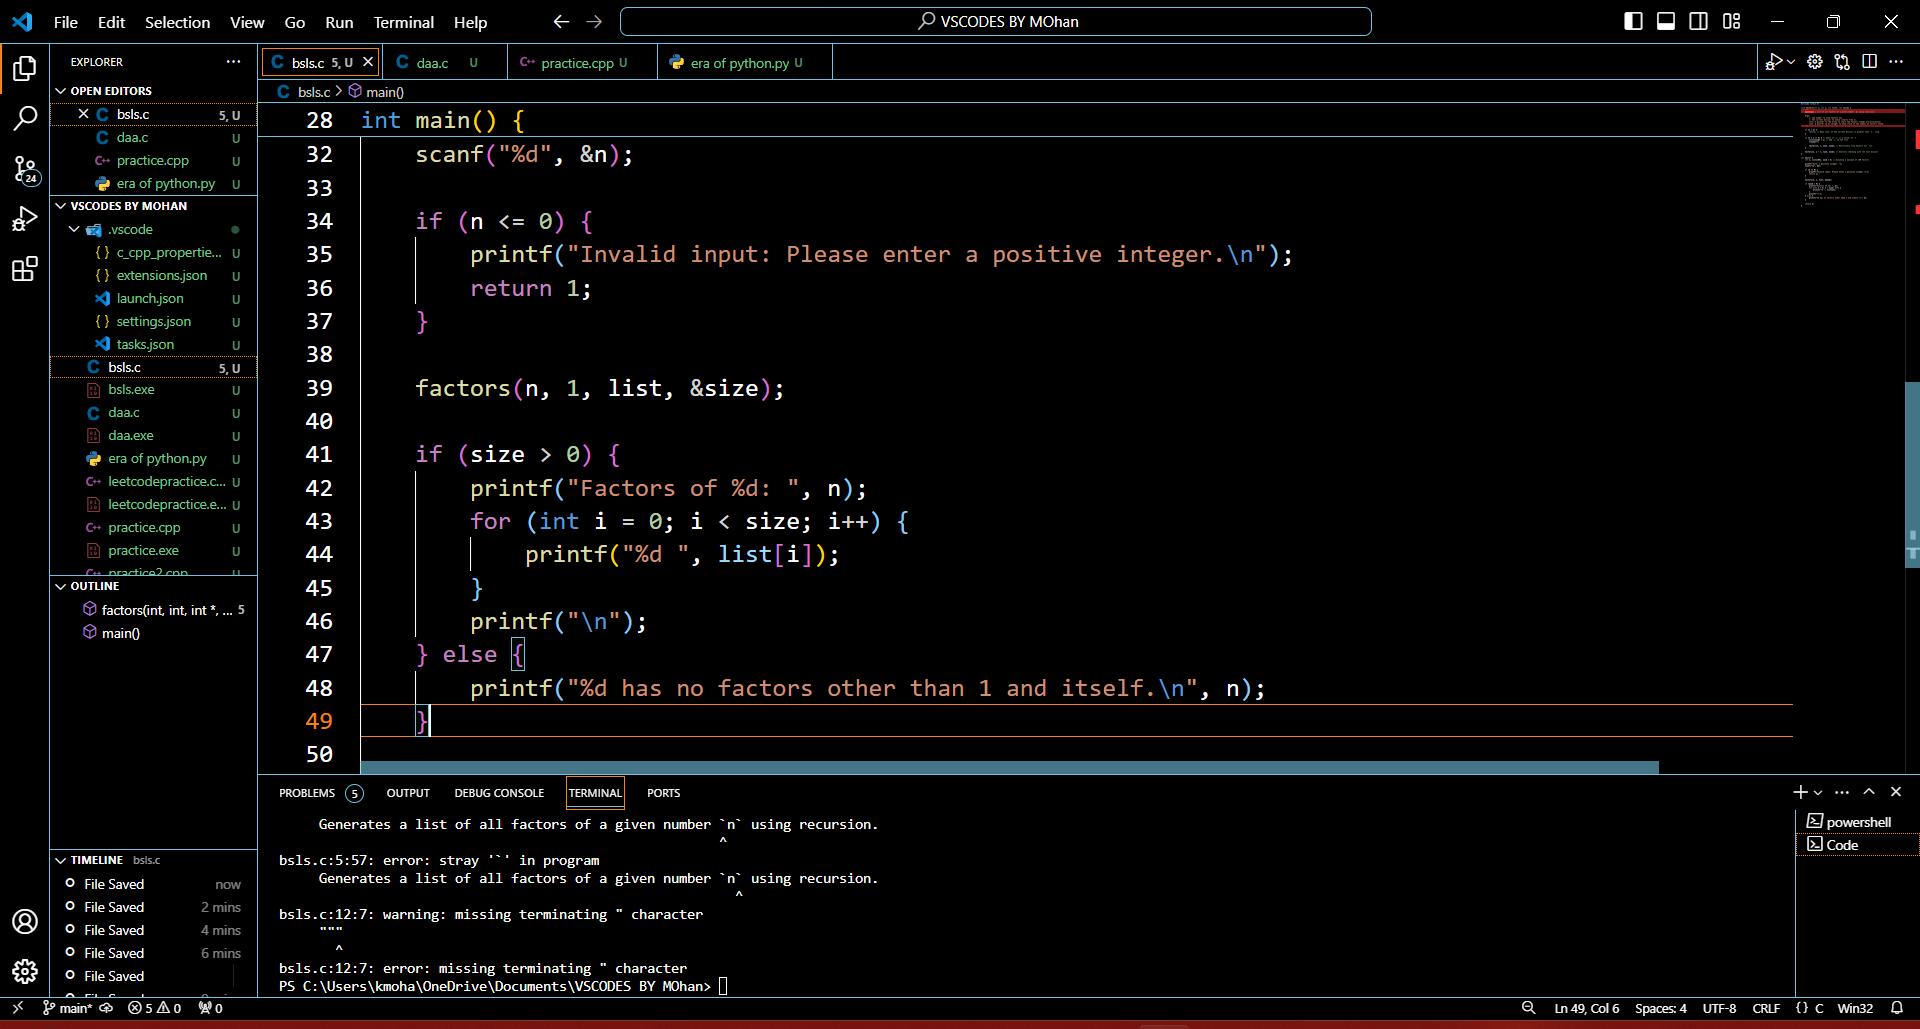 File Edit Selection View Go Run Terminal Help
VSCODES BY MOhan
EXPLORER
OPEN EDITORS
bsls.c 5, U
daa.c U
practice.cpp U
era of python.py U
VSCODES BY MOHAN
.vscode
c_cpp_propertie... U
extensions.json U
launch.json U
settings.json U
tasks.json U
bsls.c 5, U
bsls.exe U
daa.c U
daa.exe U
era of python.py U
leetcodepractice.c... U
leetcodepractice.e... U
practice.cpp U
practice.exe U
practice2.cpp U
OUTLINE
factors(int, int, int *, ... 5
main()
TIMELINE bsls.c
File Saved now
File Saved 2 mins
File Saved 4 mins
File Saved 6 mins
File Saved
24
bsls.c 5, U
daa.c U
practice.cpp U
era of python.py U
bsls.c > main()
28 int main() {
32 scanf("%d", &n);
33
34 if (n <= 0) {
35 printf("Invalid input: Please enter a positive integer.\n");
36 return 1;
37 }
38
39 factors(n, 1, list, &size);
40
41 if (size > 0) {
42 printf("Factors of %d: ", n);
43 for (int i = 0; i < size; i++) {
44 printf("%d ", list[i]);
45 }
46 printf("\n");
47 } else {
48 printf("%d has no factors other than 1 and itself.\n", n);
49 }
50
PROBLEMS 5 OUTPUT DEBUG CONSOLE TERMINAL PORTS
Generates a list of all factors of a given number `n` using recursion.
^
bsls.c:5:57: error: stray '`' in program
Generates a list of all factors of a given number `n` using recursion.
^
bsls.c:12:7: warning: missing terminating " character
"""
^
bsls.c:12:7: error: missing terminating " character
PS C:\Users\kmoha\OneDrive\Documents\VSCODES BY MOhan>
powershell
Code
main* 5 0 0 Ln 49, Col 6 Spaces: 4 UTF-8 CRLF {} C Win32